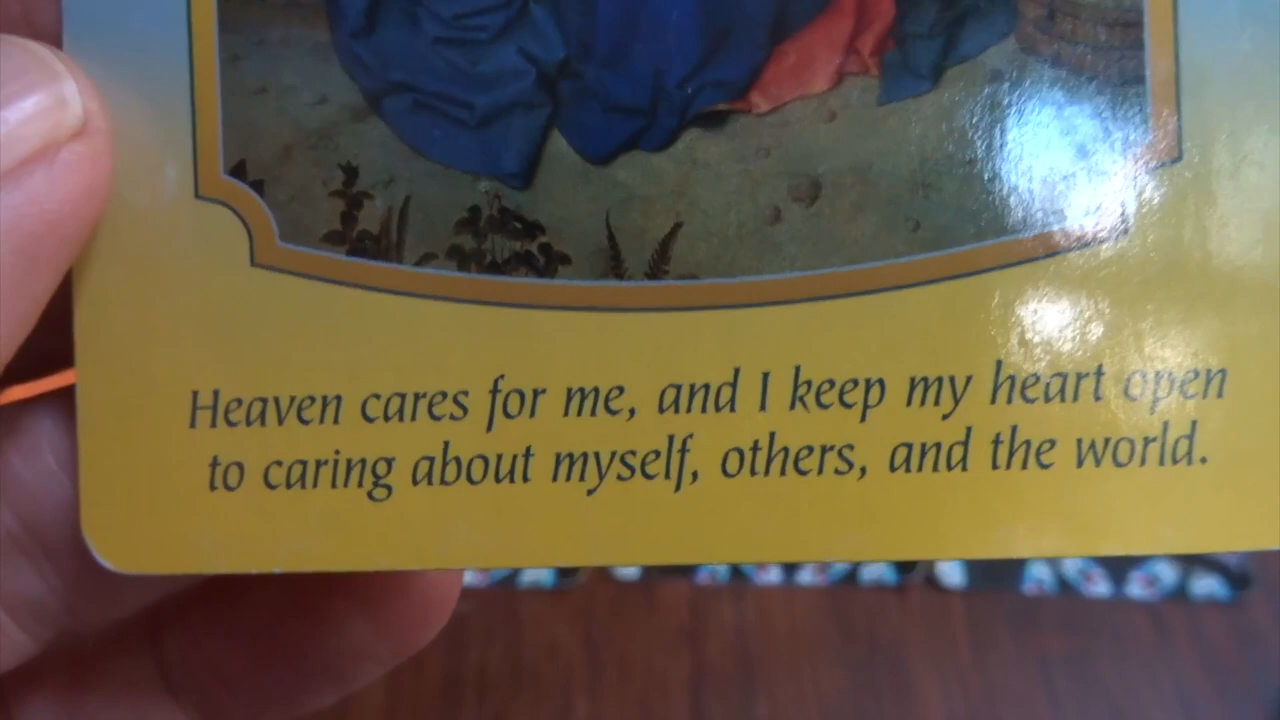 Heaven cares for me, and I keep my heart open
to caring about myself, others, and the world.